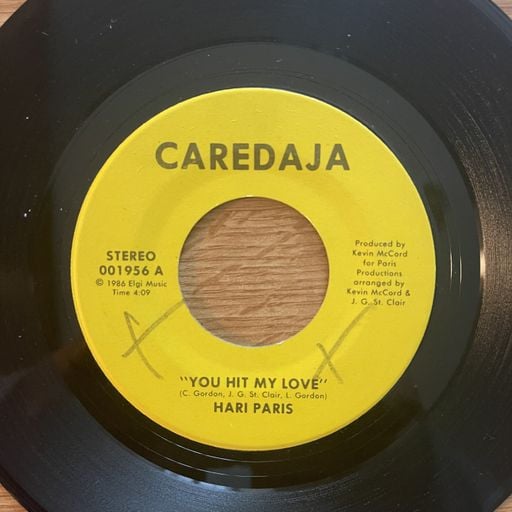 CAREDAJA
STEREO
001956 A
© 1986 Elgi Music
Time 4:09
Produced by
Kevin McCord
for Paris
Productions
arranged by
Kevin McCord &
J. G. St. Clair
"YOU HIT MY LOVE"
(C. Gordon, J. G. St. Clair, L. Gordon)
HARI PARIS